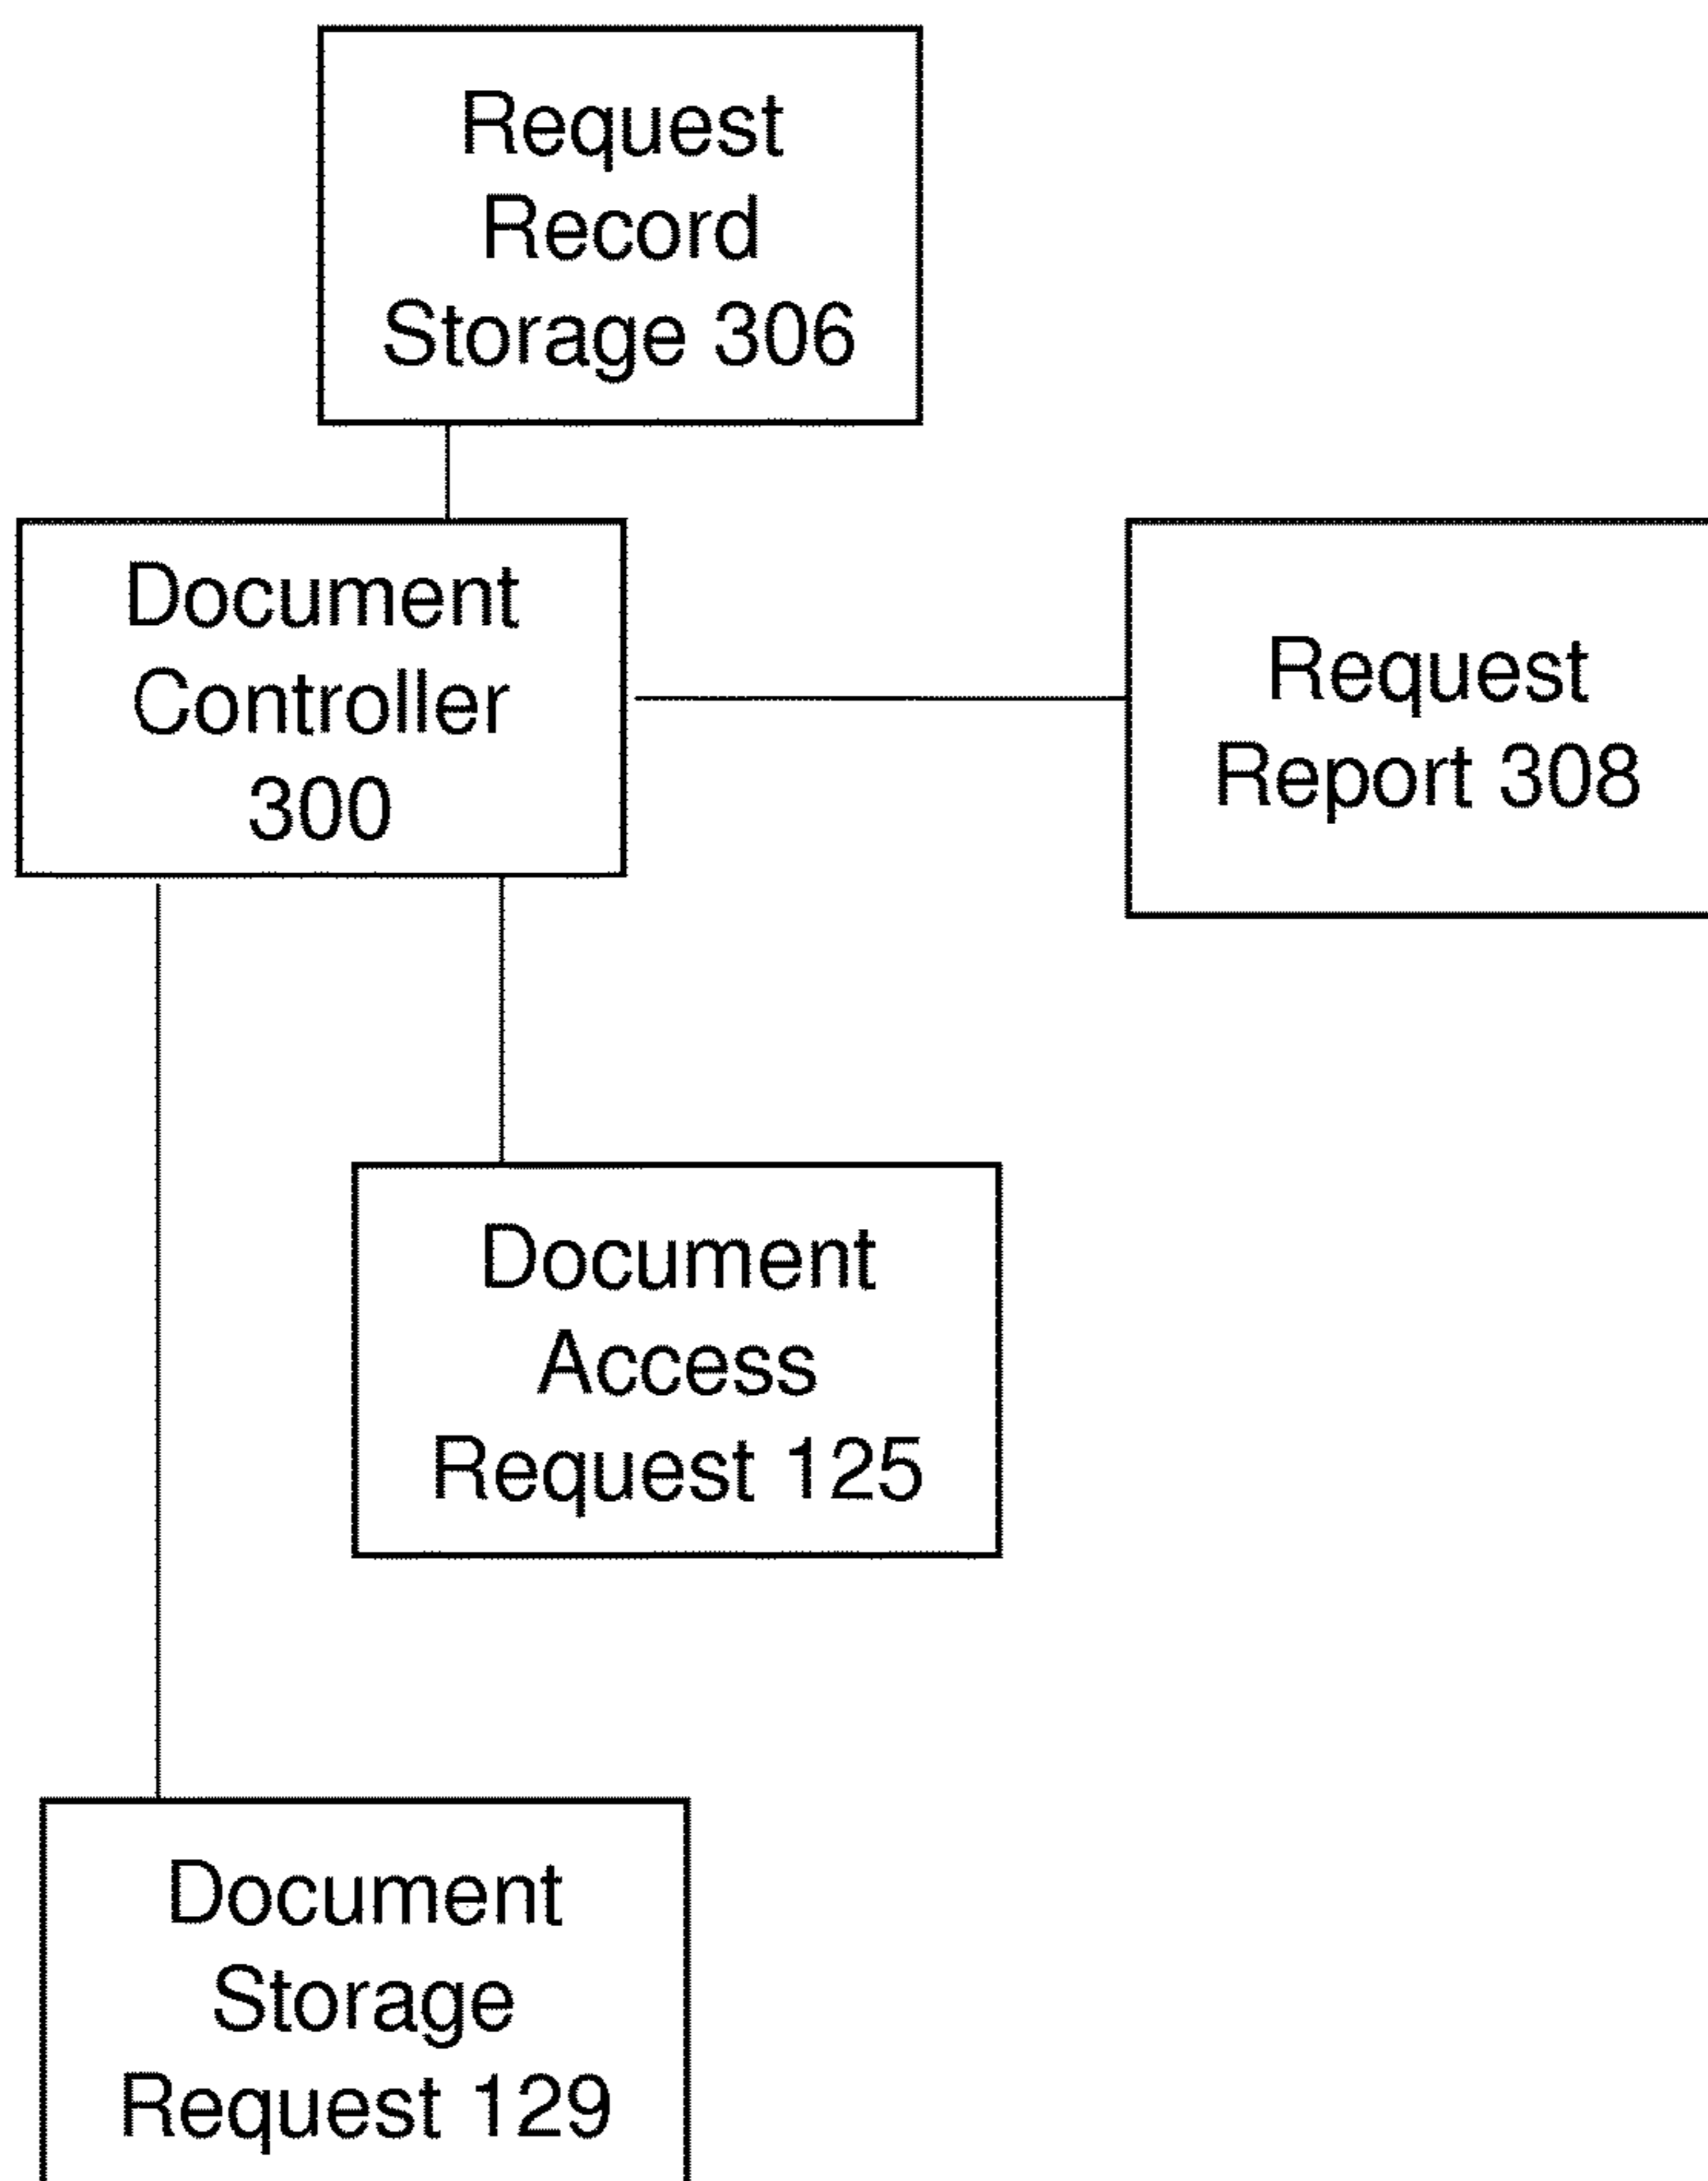 Request
Record
Storage 306
Document
Controller
300
Request
Report 308
Document
Access
Request 125
Document
Storage
Request 129